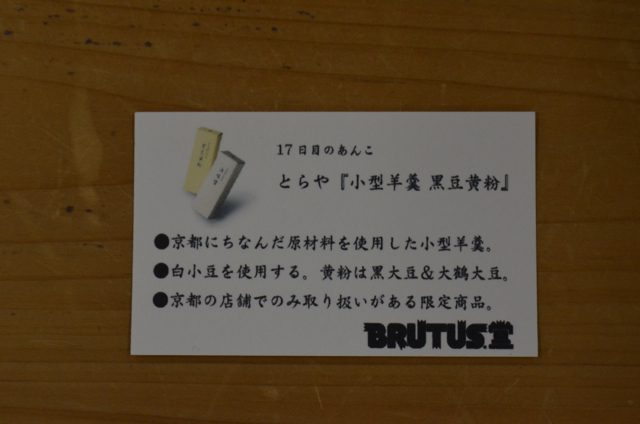 17日目のあんこ
とらや『小型羊羹 黒豆黄粉』
●京都にちなんだ原材料を使用した小型羊羹。
●白小豆を使用する。黄粉は黒大豆&大鶴大豆。
●京都の店舗でのみ取り扱いがある限定商品。
BRUTUS.